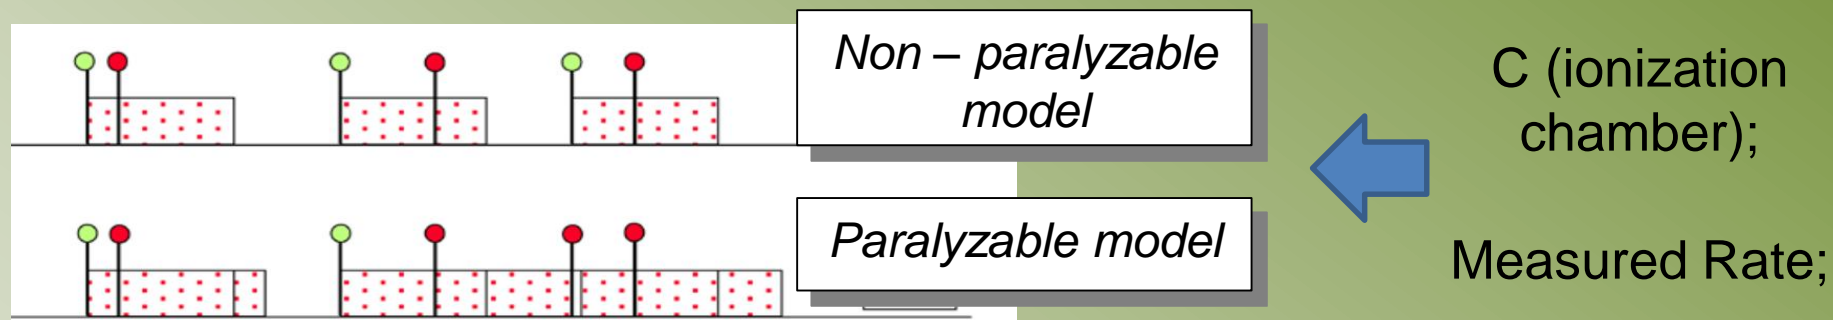 Non – paralyzable
model
C (ionization
chamber);
Paralyzable model
Measured Rate;